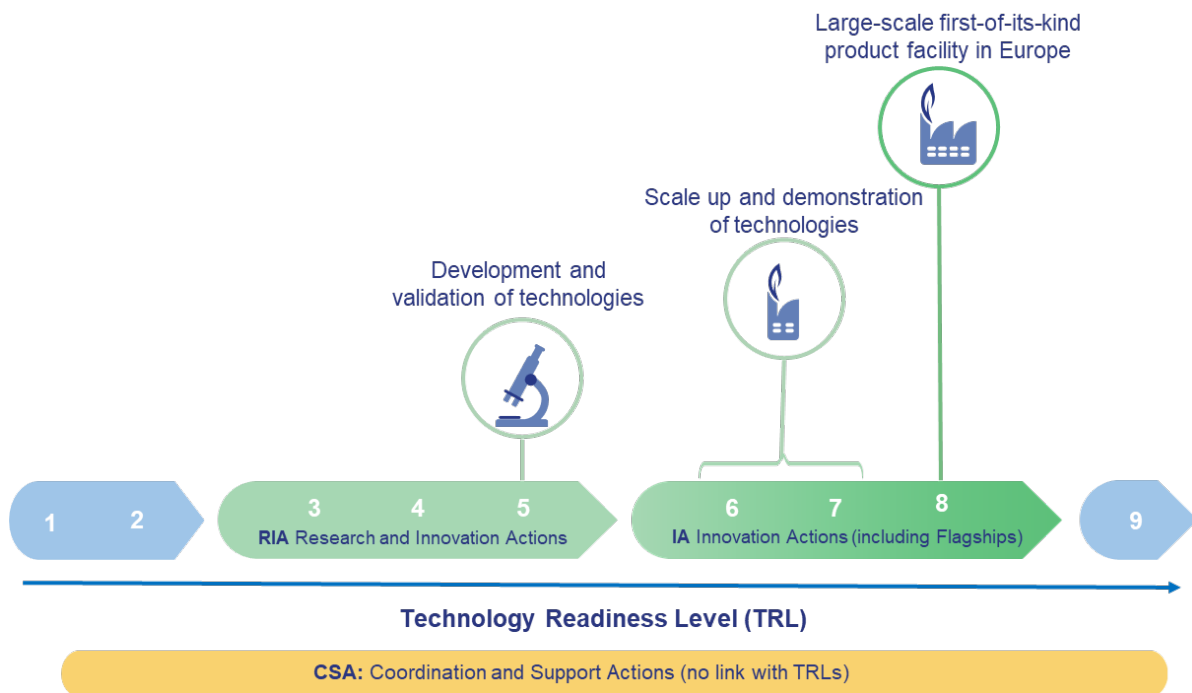 Large-scale first-of-its-kind
product facility in Europe
Scale up and demonstration
of technologies
Development and
validation of technologies
1 2 3 4 5 6 7 8 9
RIA Research and Innovation Actions
IA Innovation Actions (including Flagships)
Technology Readiness Level (TRL)
CSA: Coordination and Support Actions (no link with TRLs)